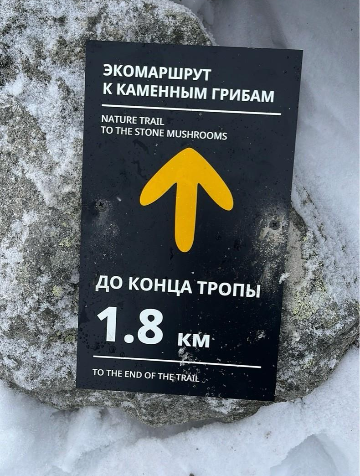 ЭКОМАРШРУТ
К КАМЕННЫМ ГРИБАМ
NATURE TRAIL
TO THE STONE MUSHROOMS
ДО КОНЦА ТРОПЫ
1.8 км
TO THE END OF THE TRAIL